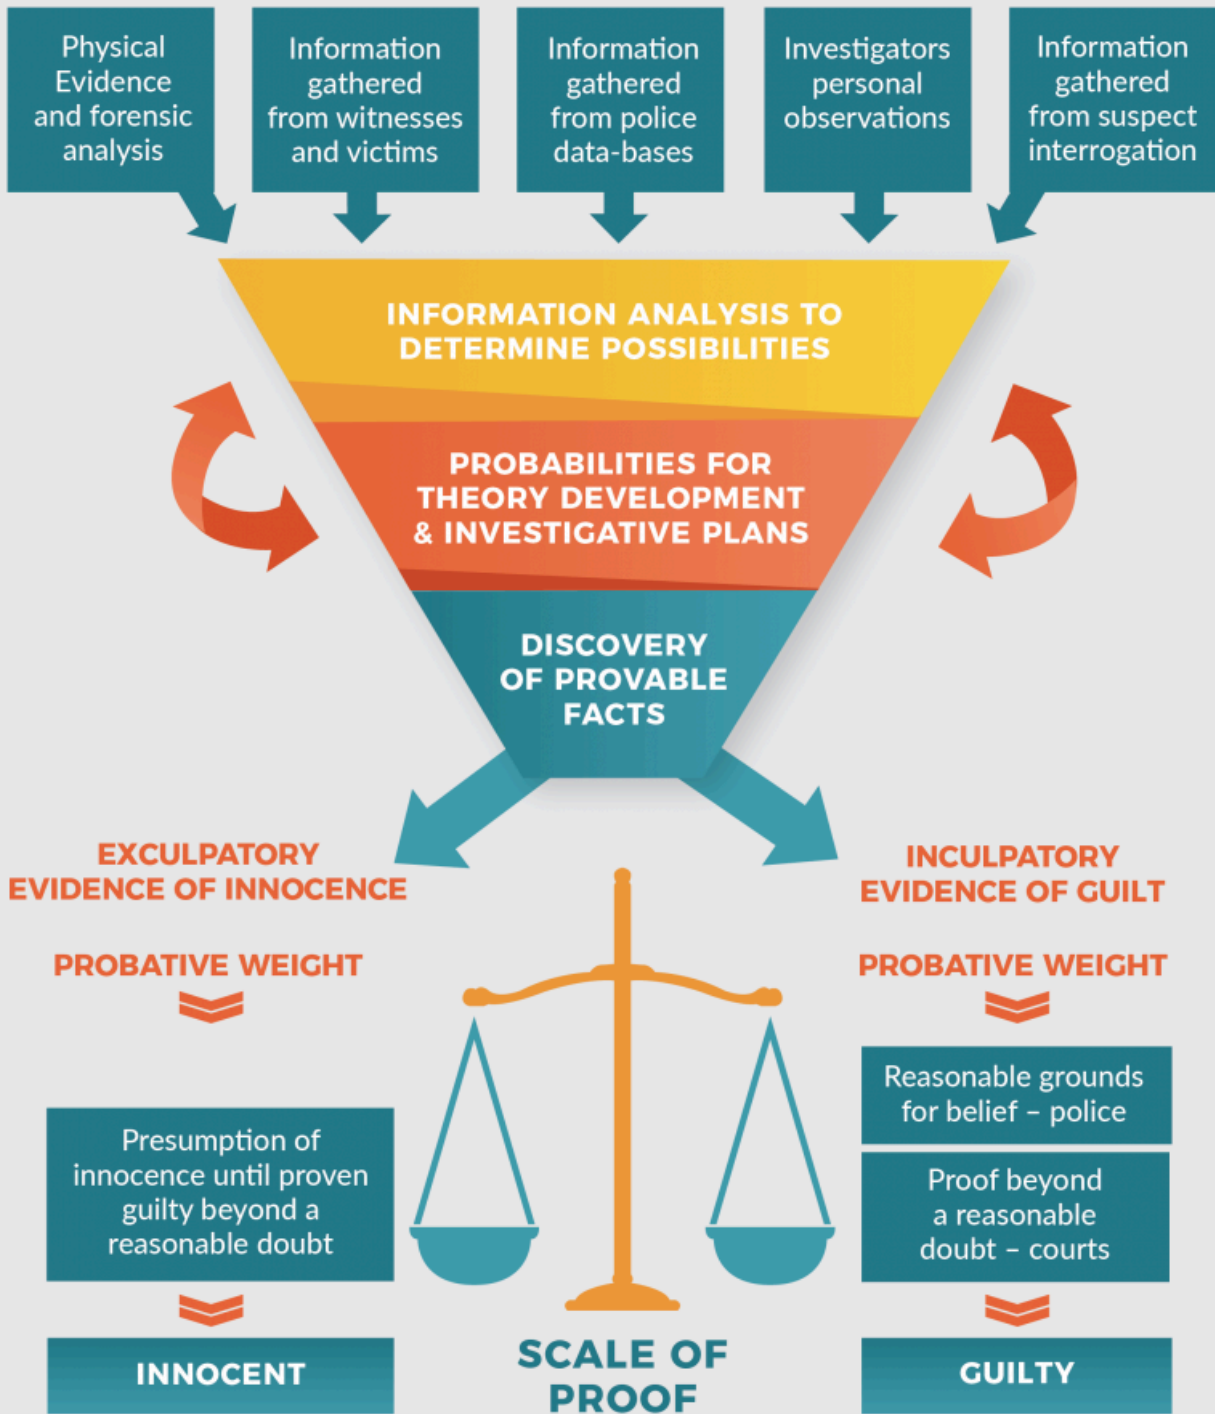 Physical
Evidence
and forensic
analysis
Information
gathered
from witnesses
and victims
Information
gathered
from police
data-bases
Investigators
personal
observations
Information
gathered
from suspect
interrogation
INFORMATION ANALYSIS TO
DETERMINE POSSIBILITIES
PROBABILITIES FOR
THEORY DEVELOPMENT
& INVESTIGATIVE PLANS
DISCOVERY
OF PROVABLE
FACTS
EXCULPATORY
EVIDENCE OF INNOCENCE
PROBATIVE WEIGHT
Presumption of
innocence until proven
guilty beyond a
reasonable doubt
INNOCENT
INCULPATORY
EVIDENCE OF GUILT
PROBATIVE WEIGHT
Reasonable grounds
for belief – police
Proof beyond
a reasonable
doubt – courts
GUILTY
SCALE OF
PROOF